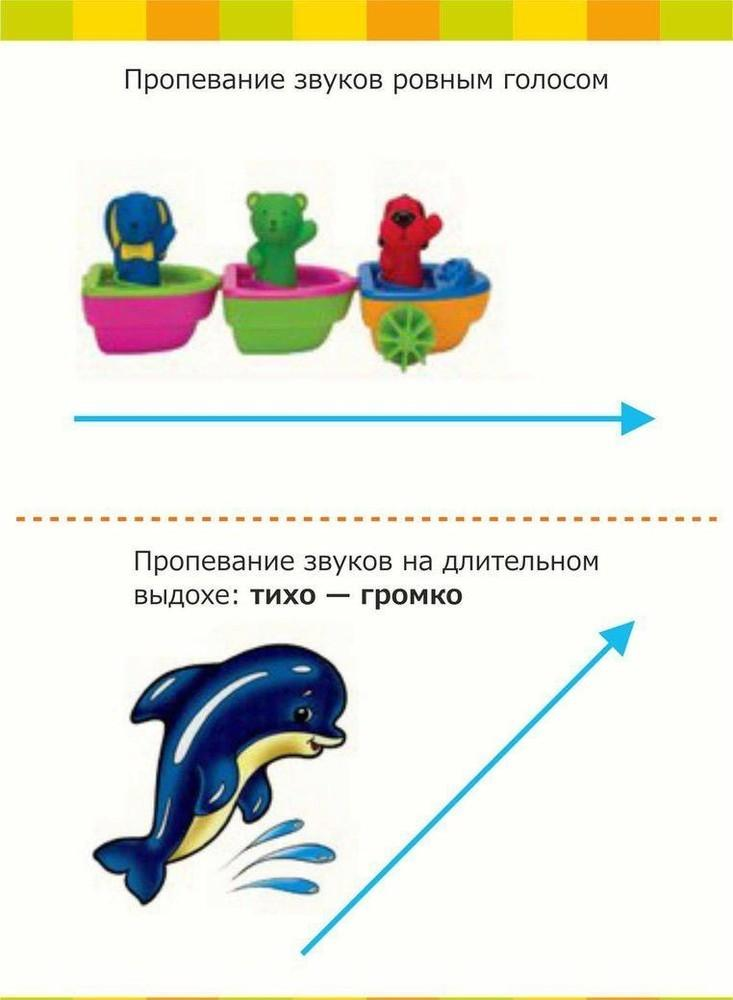 Пропевание звуков ровным голосом
Пропевание звуков на длительном
выдохе: тихо — громко